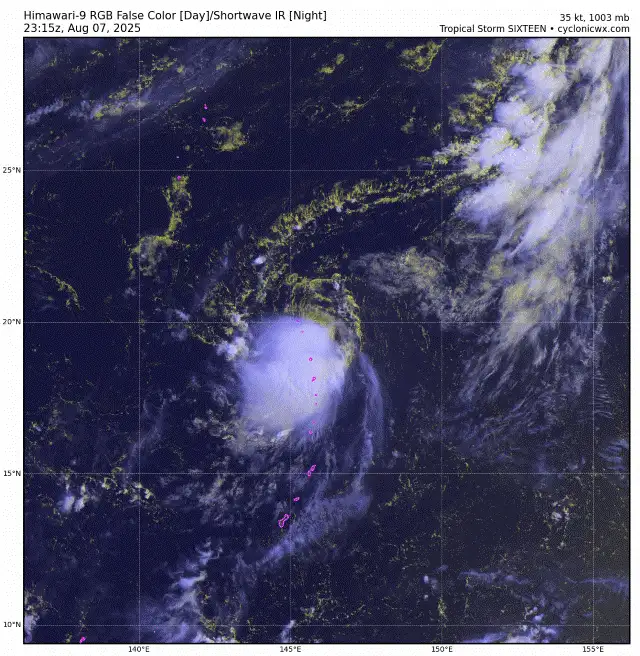 Himawari-9 RGB False Color [Day]/Shortwave IR [Night]
35 kt, 1003 mb
23:15z, Aug 07, 2025
Tropical Storm SIXTEEN • cyclonicwx.com
25°N
20°N
15°N
10°N
140°E
145°E
150°E
155°E